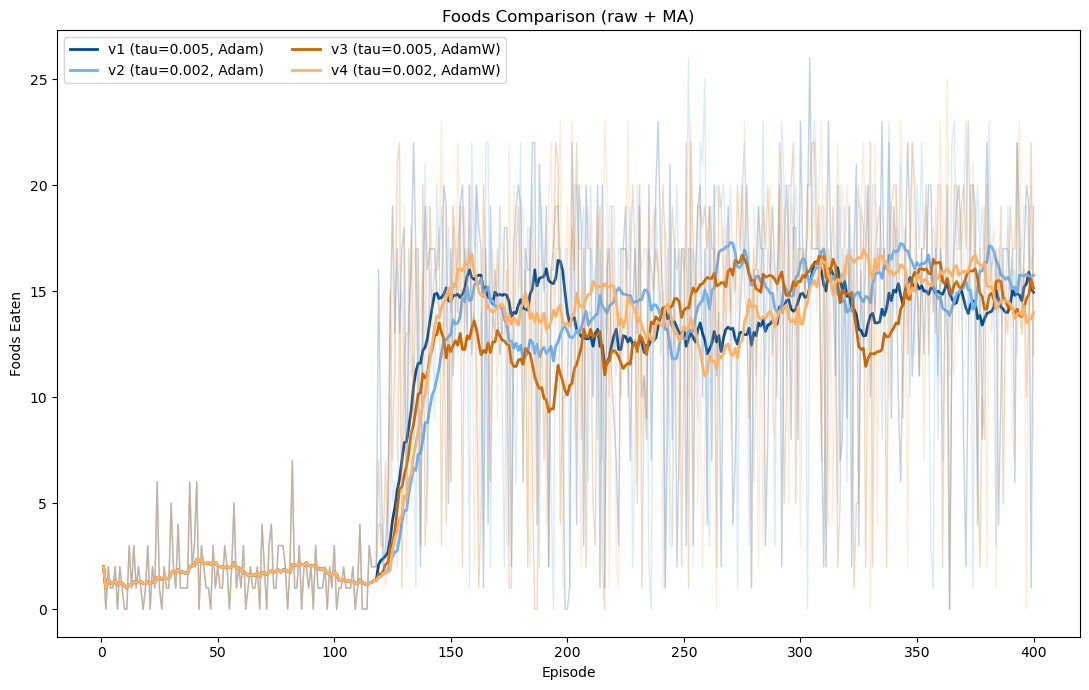 Foods Comparison (raw + MA)
v1 (tau=0.005, Adam)
v2 (tau=0.002, Adam)
v3 (tau=0.005, AdamW)
v4 (tau=0.002, AdamW)
Foods Eaten
25
20
15
10
5
0
0 50 100 150 200 250 300 350 400
Episode